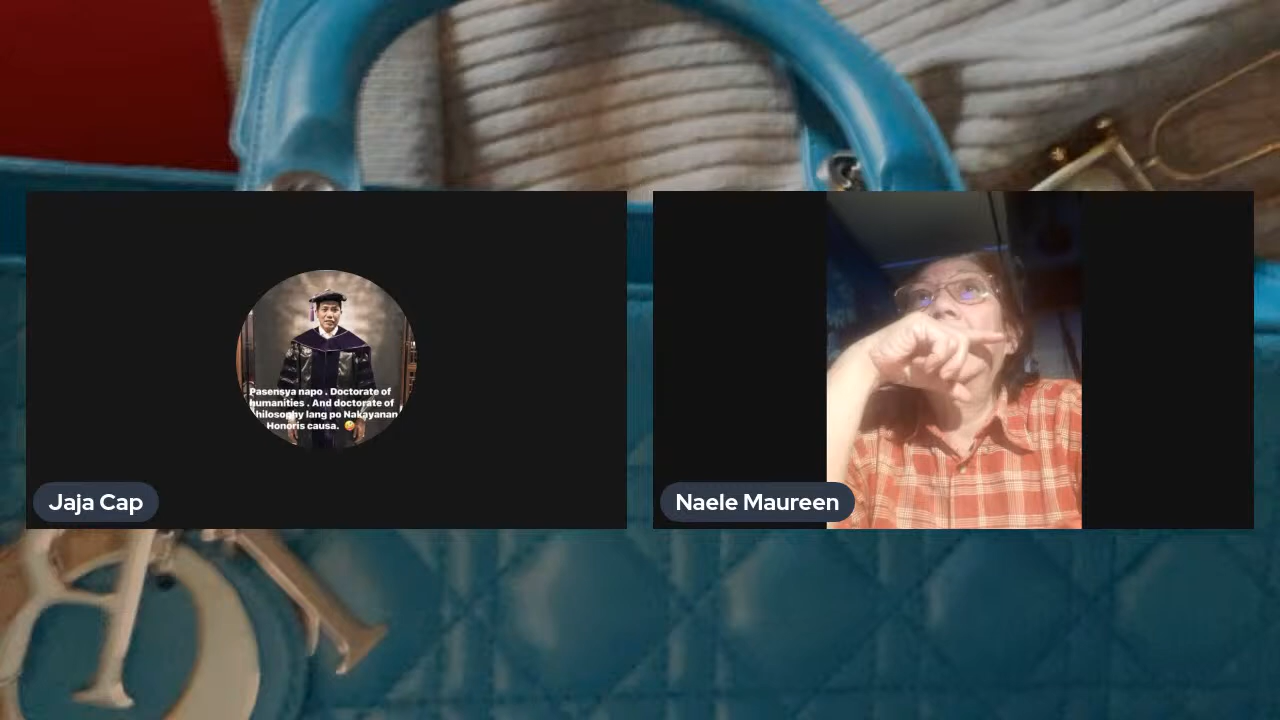 Pasensya napo . Doctorate of
humanities . And doctorate of
hilosophy lang po Nakayanan
Honoris causa. 🤣
Jaja Cap
Naele Maureen